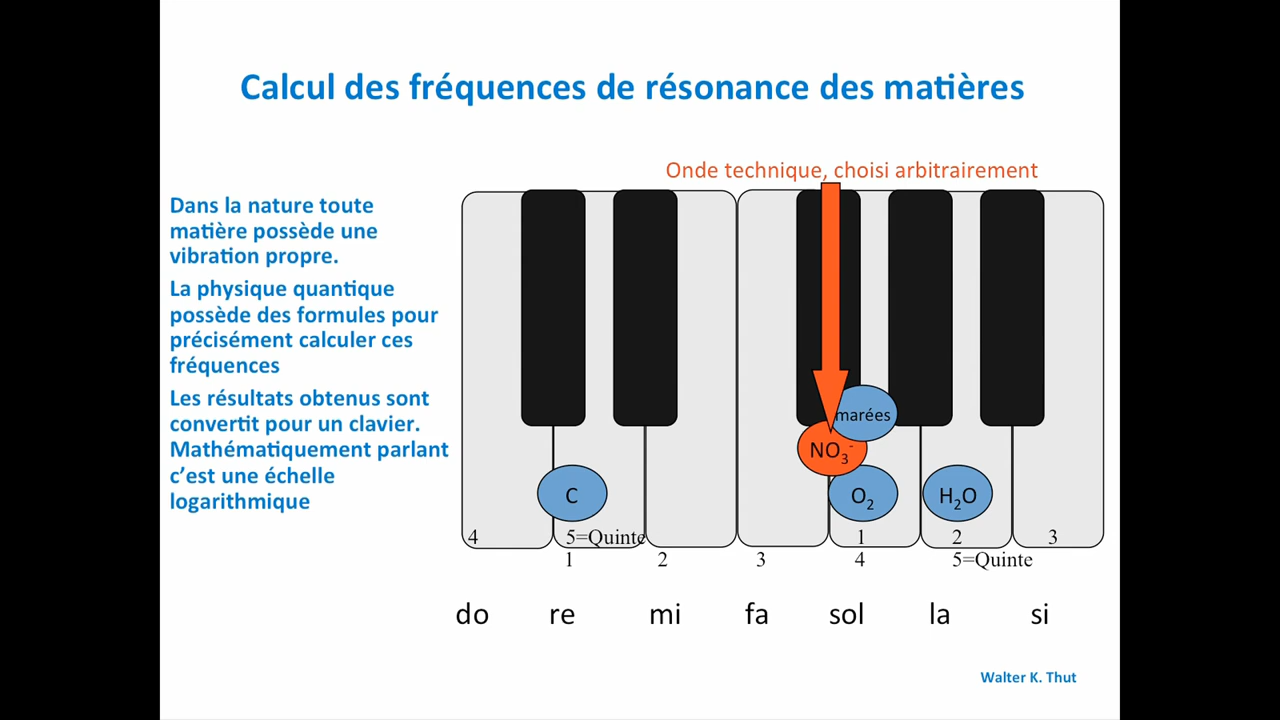 Calcul des fréquences de résonance des matières
Onde technique, choisi arbitrairement
Dans la nature toute
matière possède une
vibration propre.
La physique quantique
possède des formules pour
précisément calculer ces
fréquences
Les résultats obtenus sont
convertit pour un clavier.
Mathématiquement parlant
c’est une échelle
logarithmique
marées
NO3-
C
O2
H2O
4 5=Quinte 1 2 3
1 2 3 4 5=Quinte
do re mi fa sol la si
Walter K. Thut